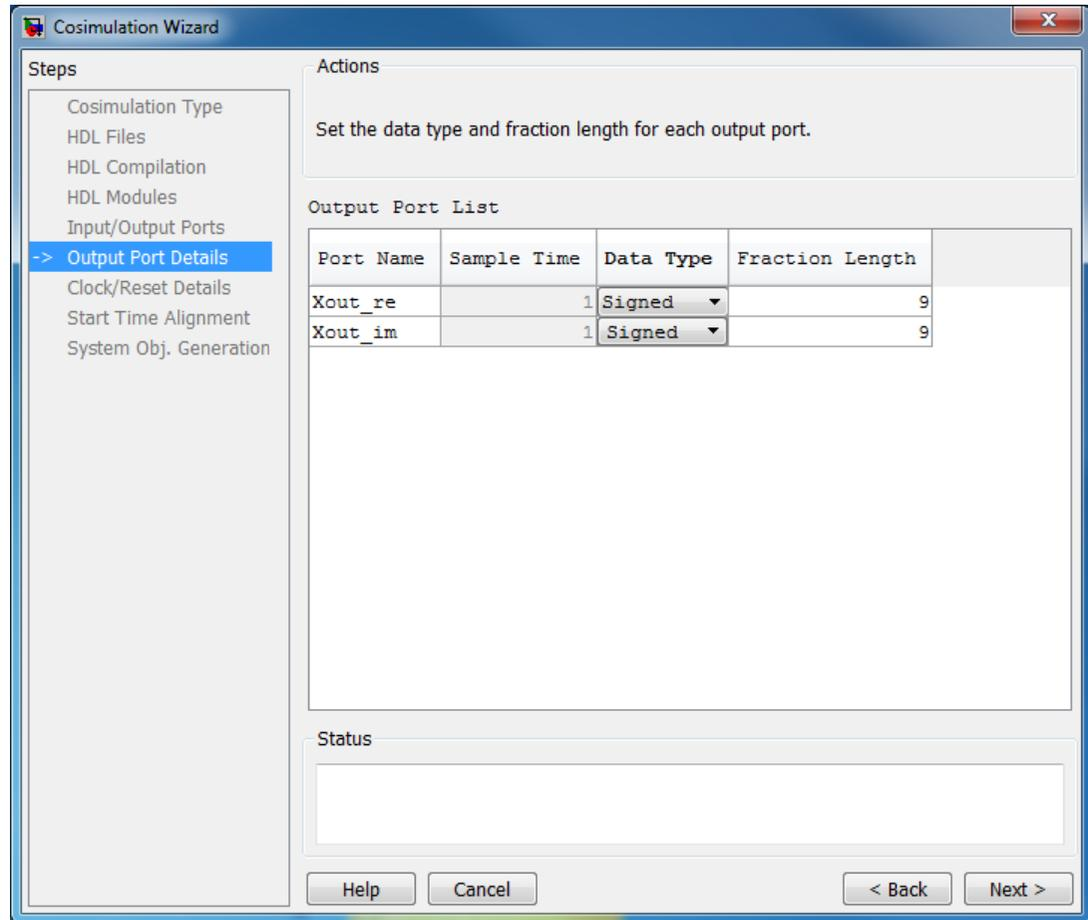 Cosimulation Wizard
Steps
Cosimulation Type
HDL Files
HDL Compilation
HDL Modules
Input/Output Ports
-> Output Port Details
Clock/Reset Details
Start Time Alignment
System Obj. Generation
Actions
Set the data type and fraction length for each output port.
Output Port List
Port Name Sample Time Data Type Fraction Length
Xout_re 1 Signed 9
Xout_im 1 Signed 9
Status
Help Cancel < Back Next >